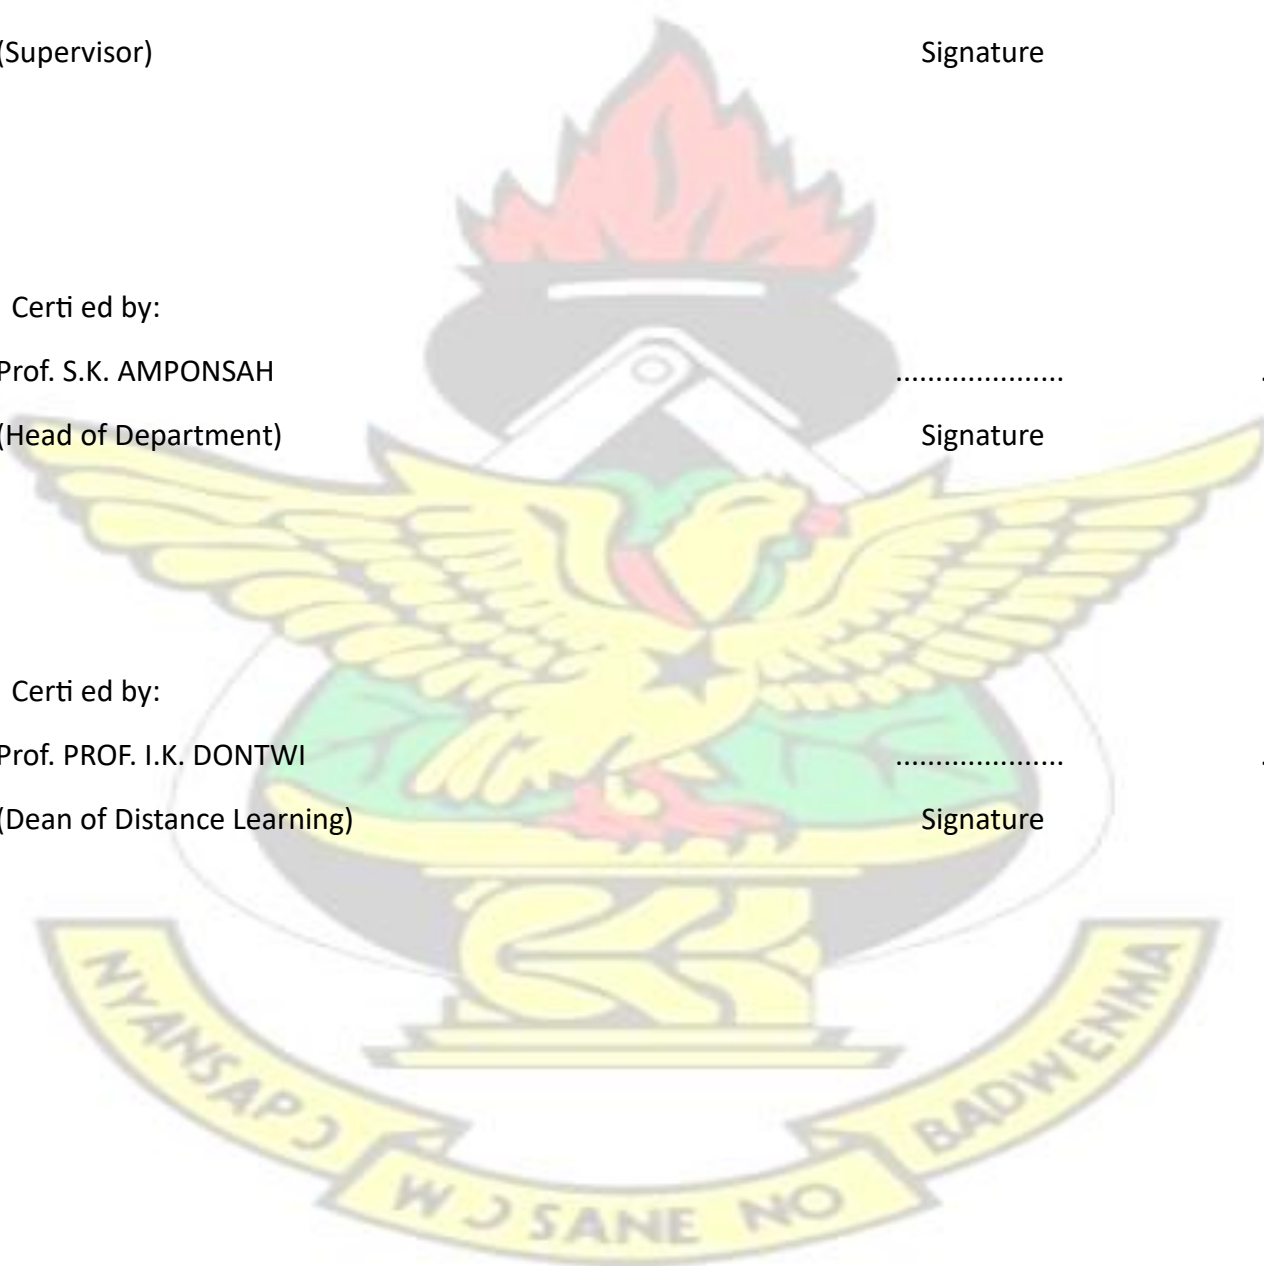 (Supervisor) Signature
Certi ed by:
Prof. S.K. AMPONSAH ..................... .
(Head of Department) Signature
Certi ed by:
Prof. PROF. I.K. DONTWI ..................... .
(Dean of Distance Learning) Signature
NYANSAPƆ
WƆSANE NO
BADWENMA